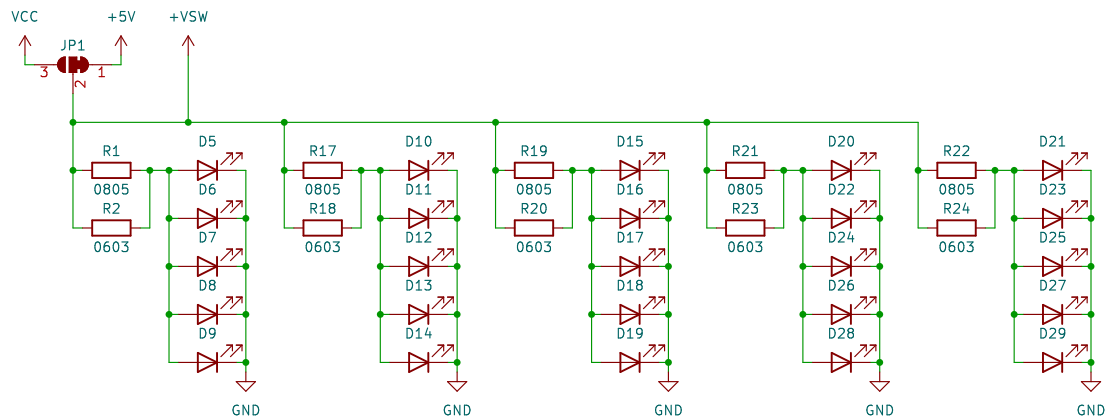 VCC +5V +VSW
JP1
3 1
2
D5 D10 D15 D20 D21
R1 R17 R19 R21 R22
0805 0805 0805 0805 0805
D6 D11 D16 D22 D23
R2 R18 R20 R23 R24
0603 0603 0603 0603 0603
D7 D12 D17 D24 D25
D8 D13 D18 D26 D27
D9 D14 D19 D28 D29
GND GND GND GND GND